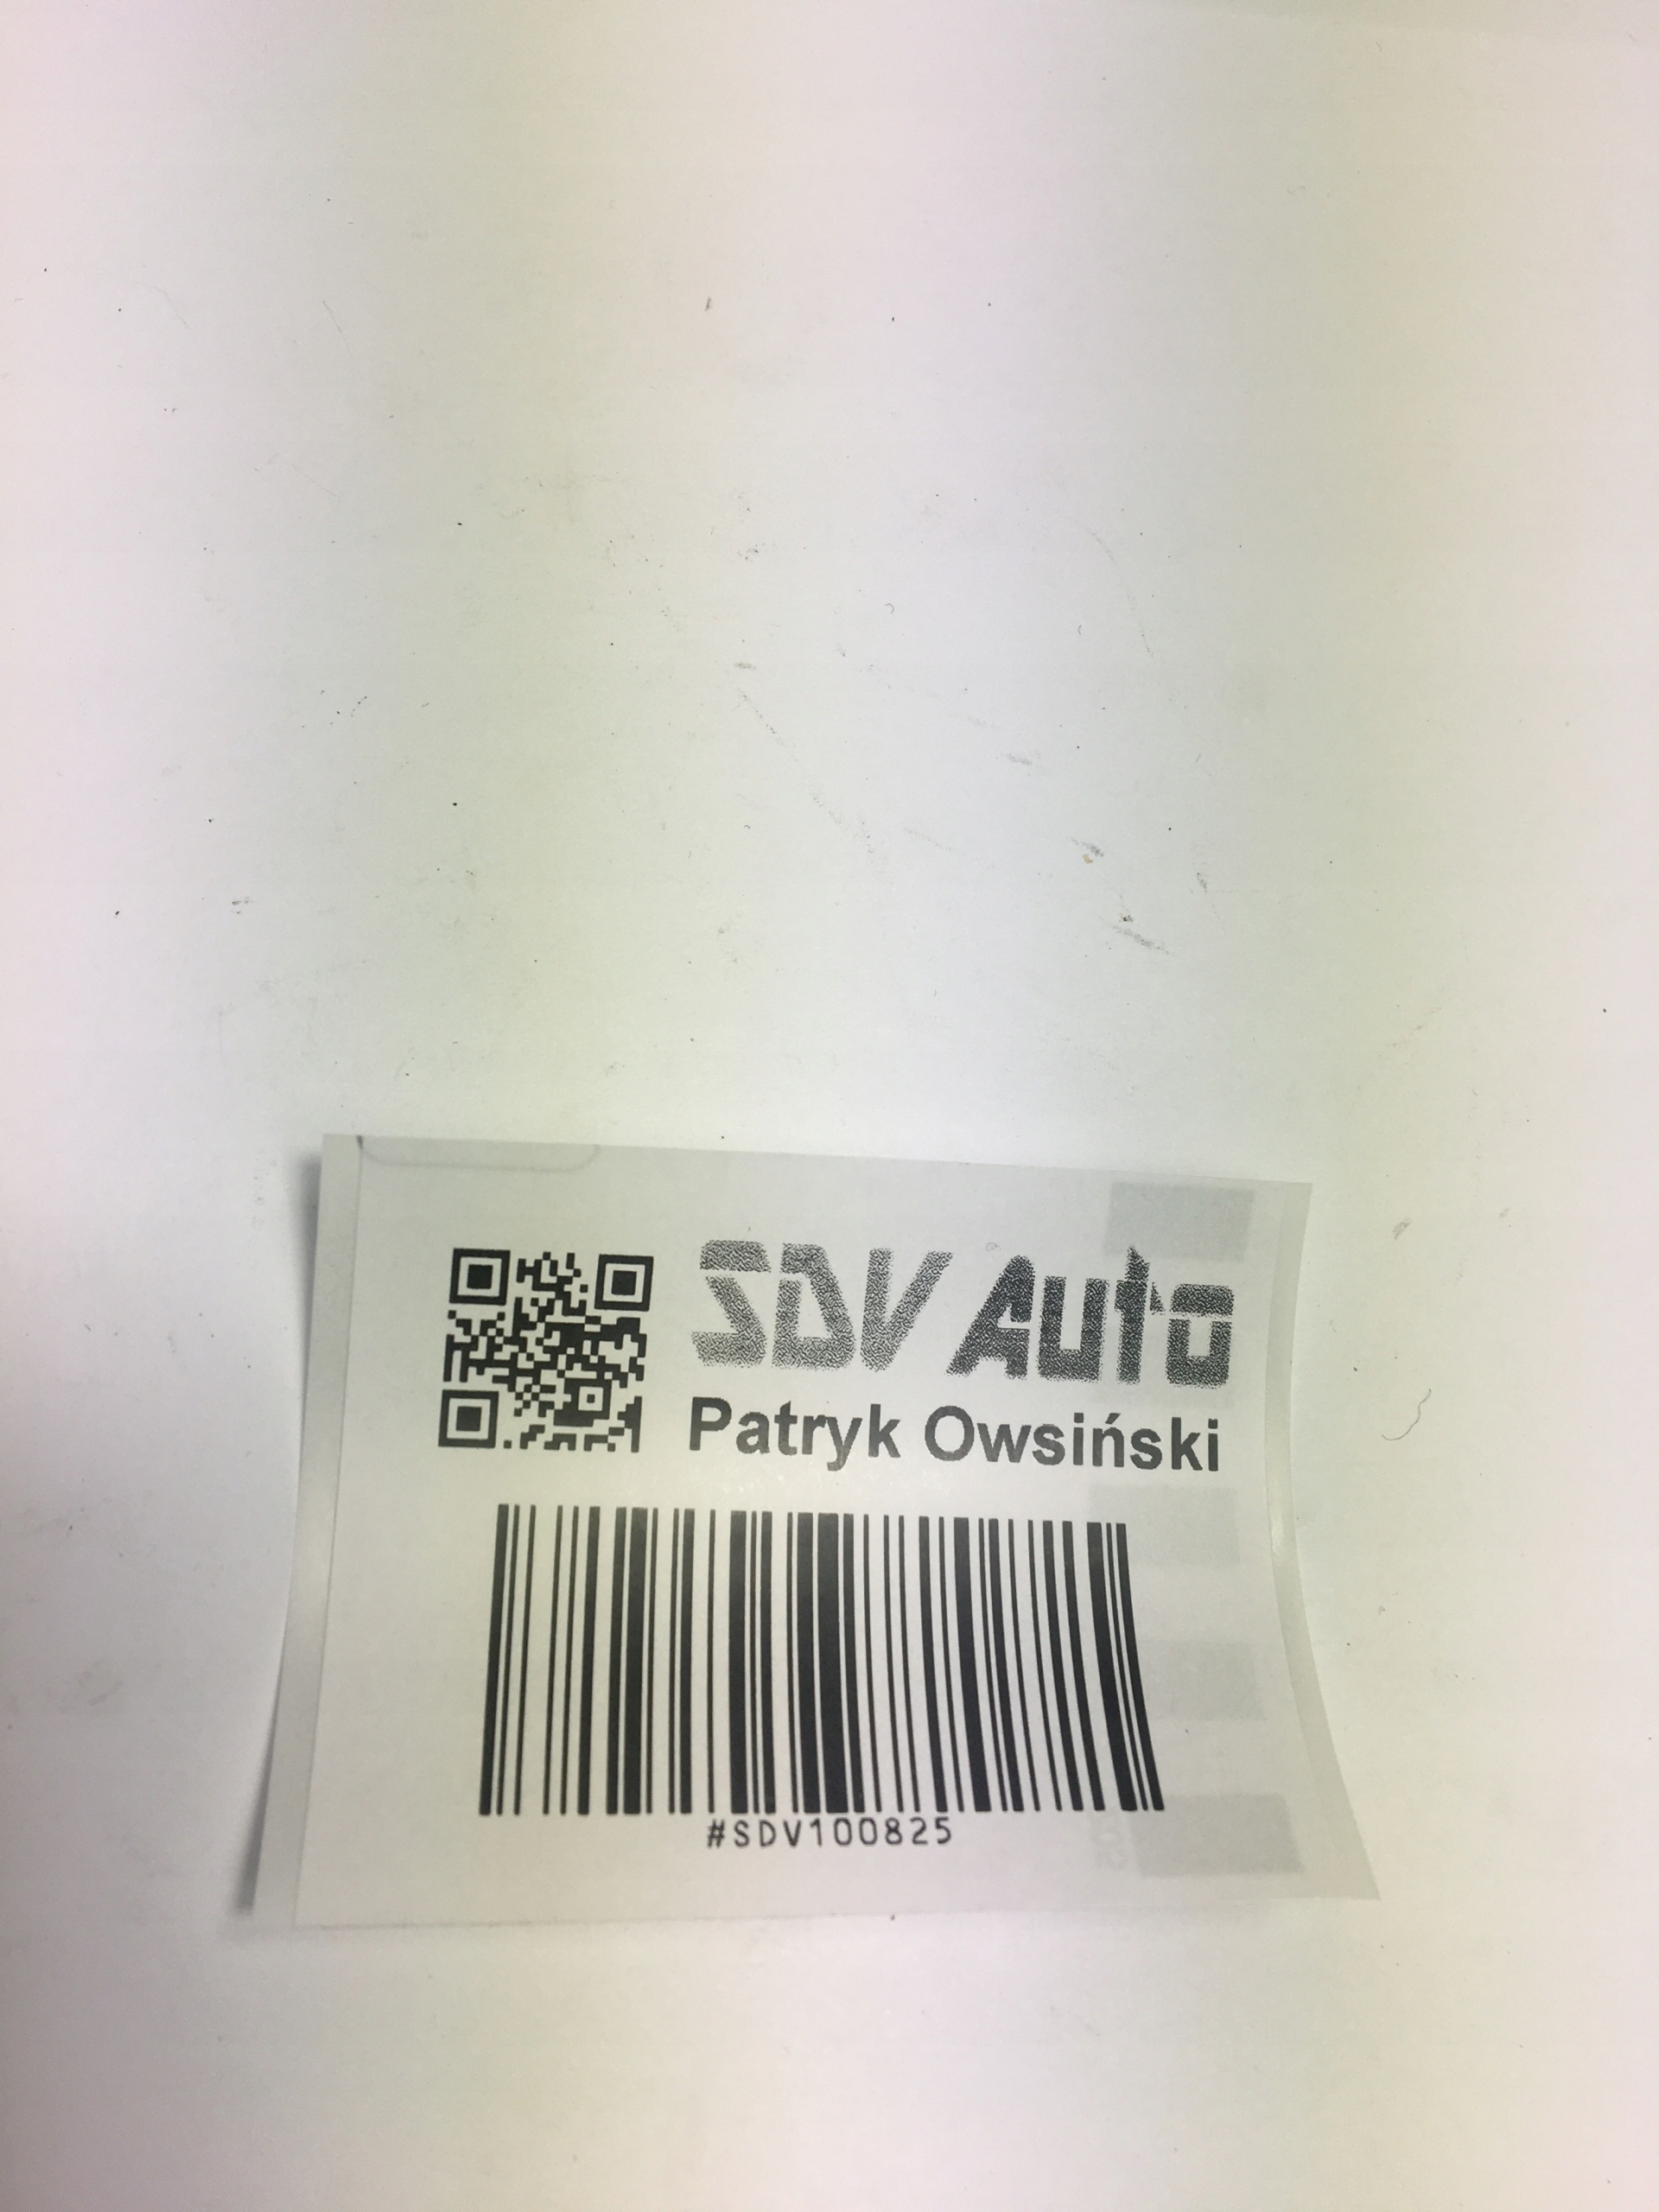 SDV Auto
Patryk Owsiński
#SDV100825